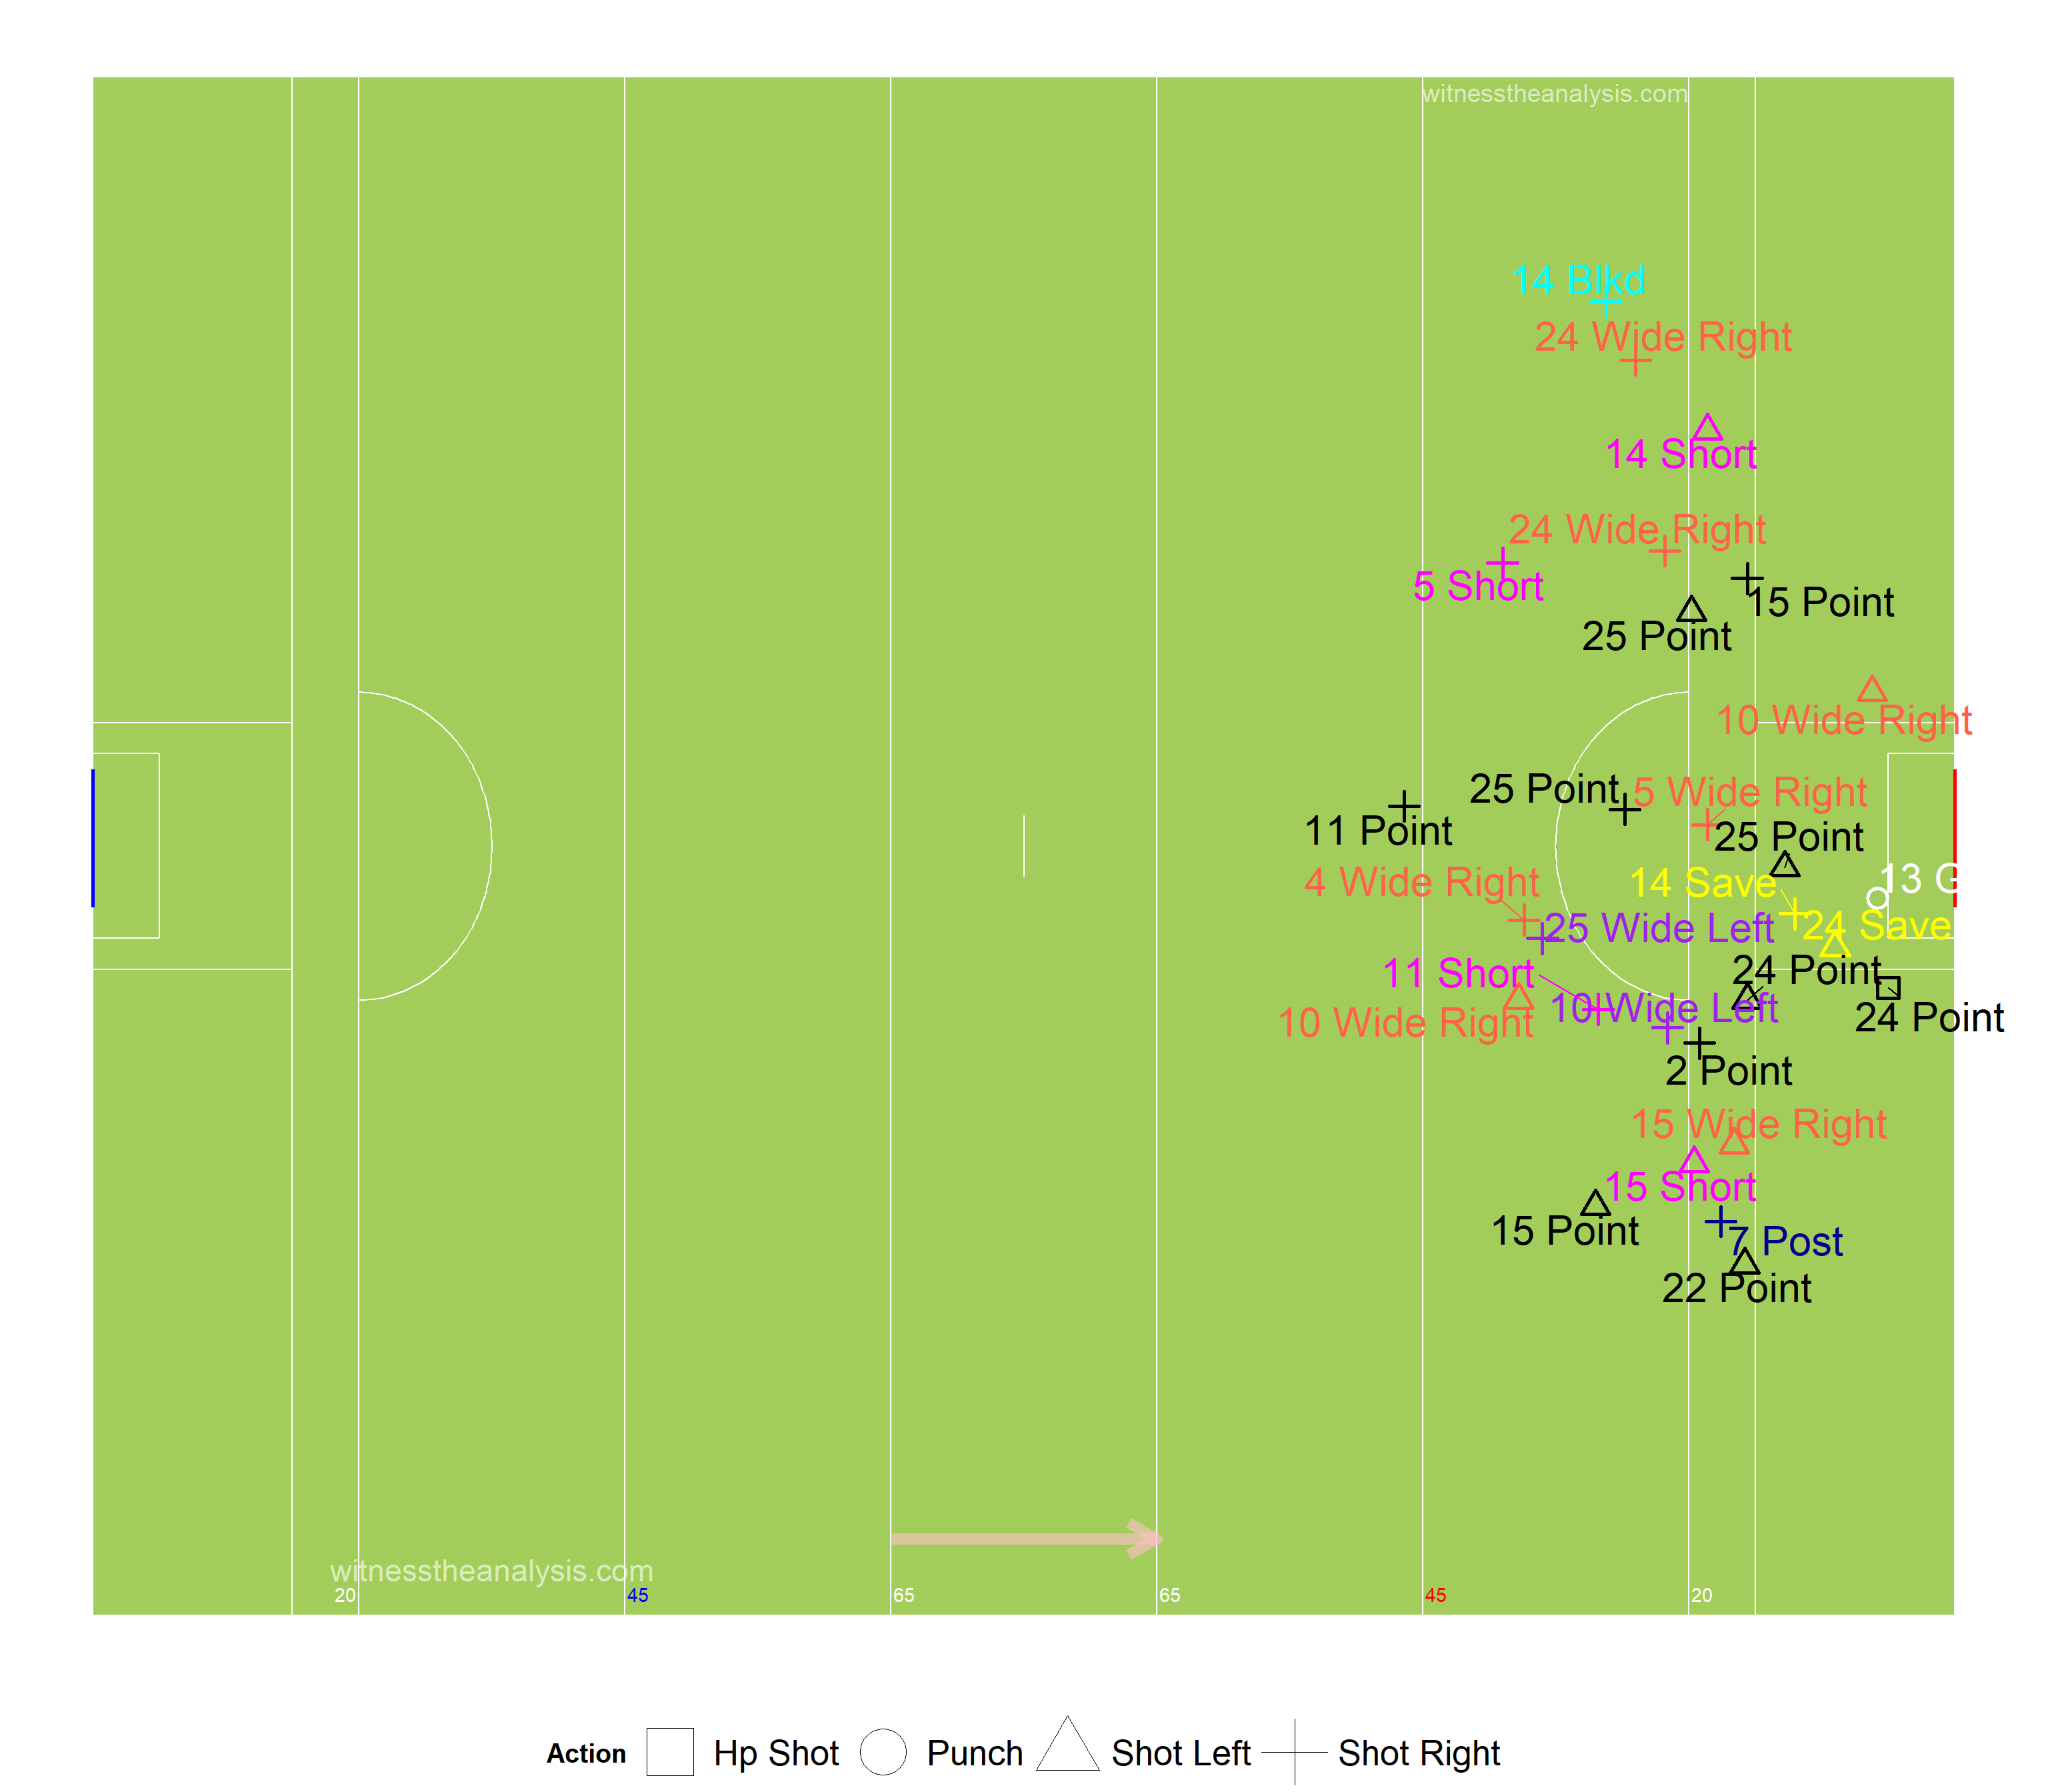 witnesstheanalysis.com
14 Blkd
24 Wide Right
14 Short
24 Wide Right
5 Short
15 Point
25 Point
10 Wide Right
25 Point
5 Wide Right
11 Point
25 Point
4 Wide Right
14 Save
13 G
25 Wide Left
24 Save
11 Short
24 Point
10 Wide Left
10 Wide Right
24 Point
2 Point
15 Wide Right
15 Short
15 Point
7 Post
22 Point
witnesstheanalysis.com
20 45 65 65 45 20
Action Hp Shot Punch Shot Left Shot Right